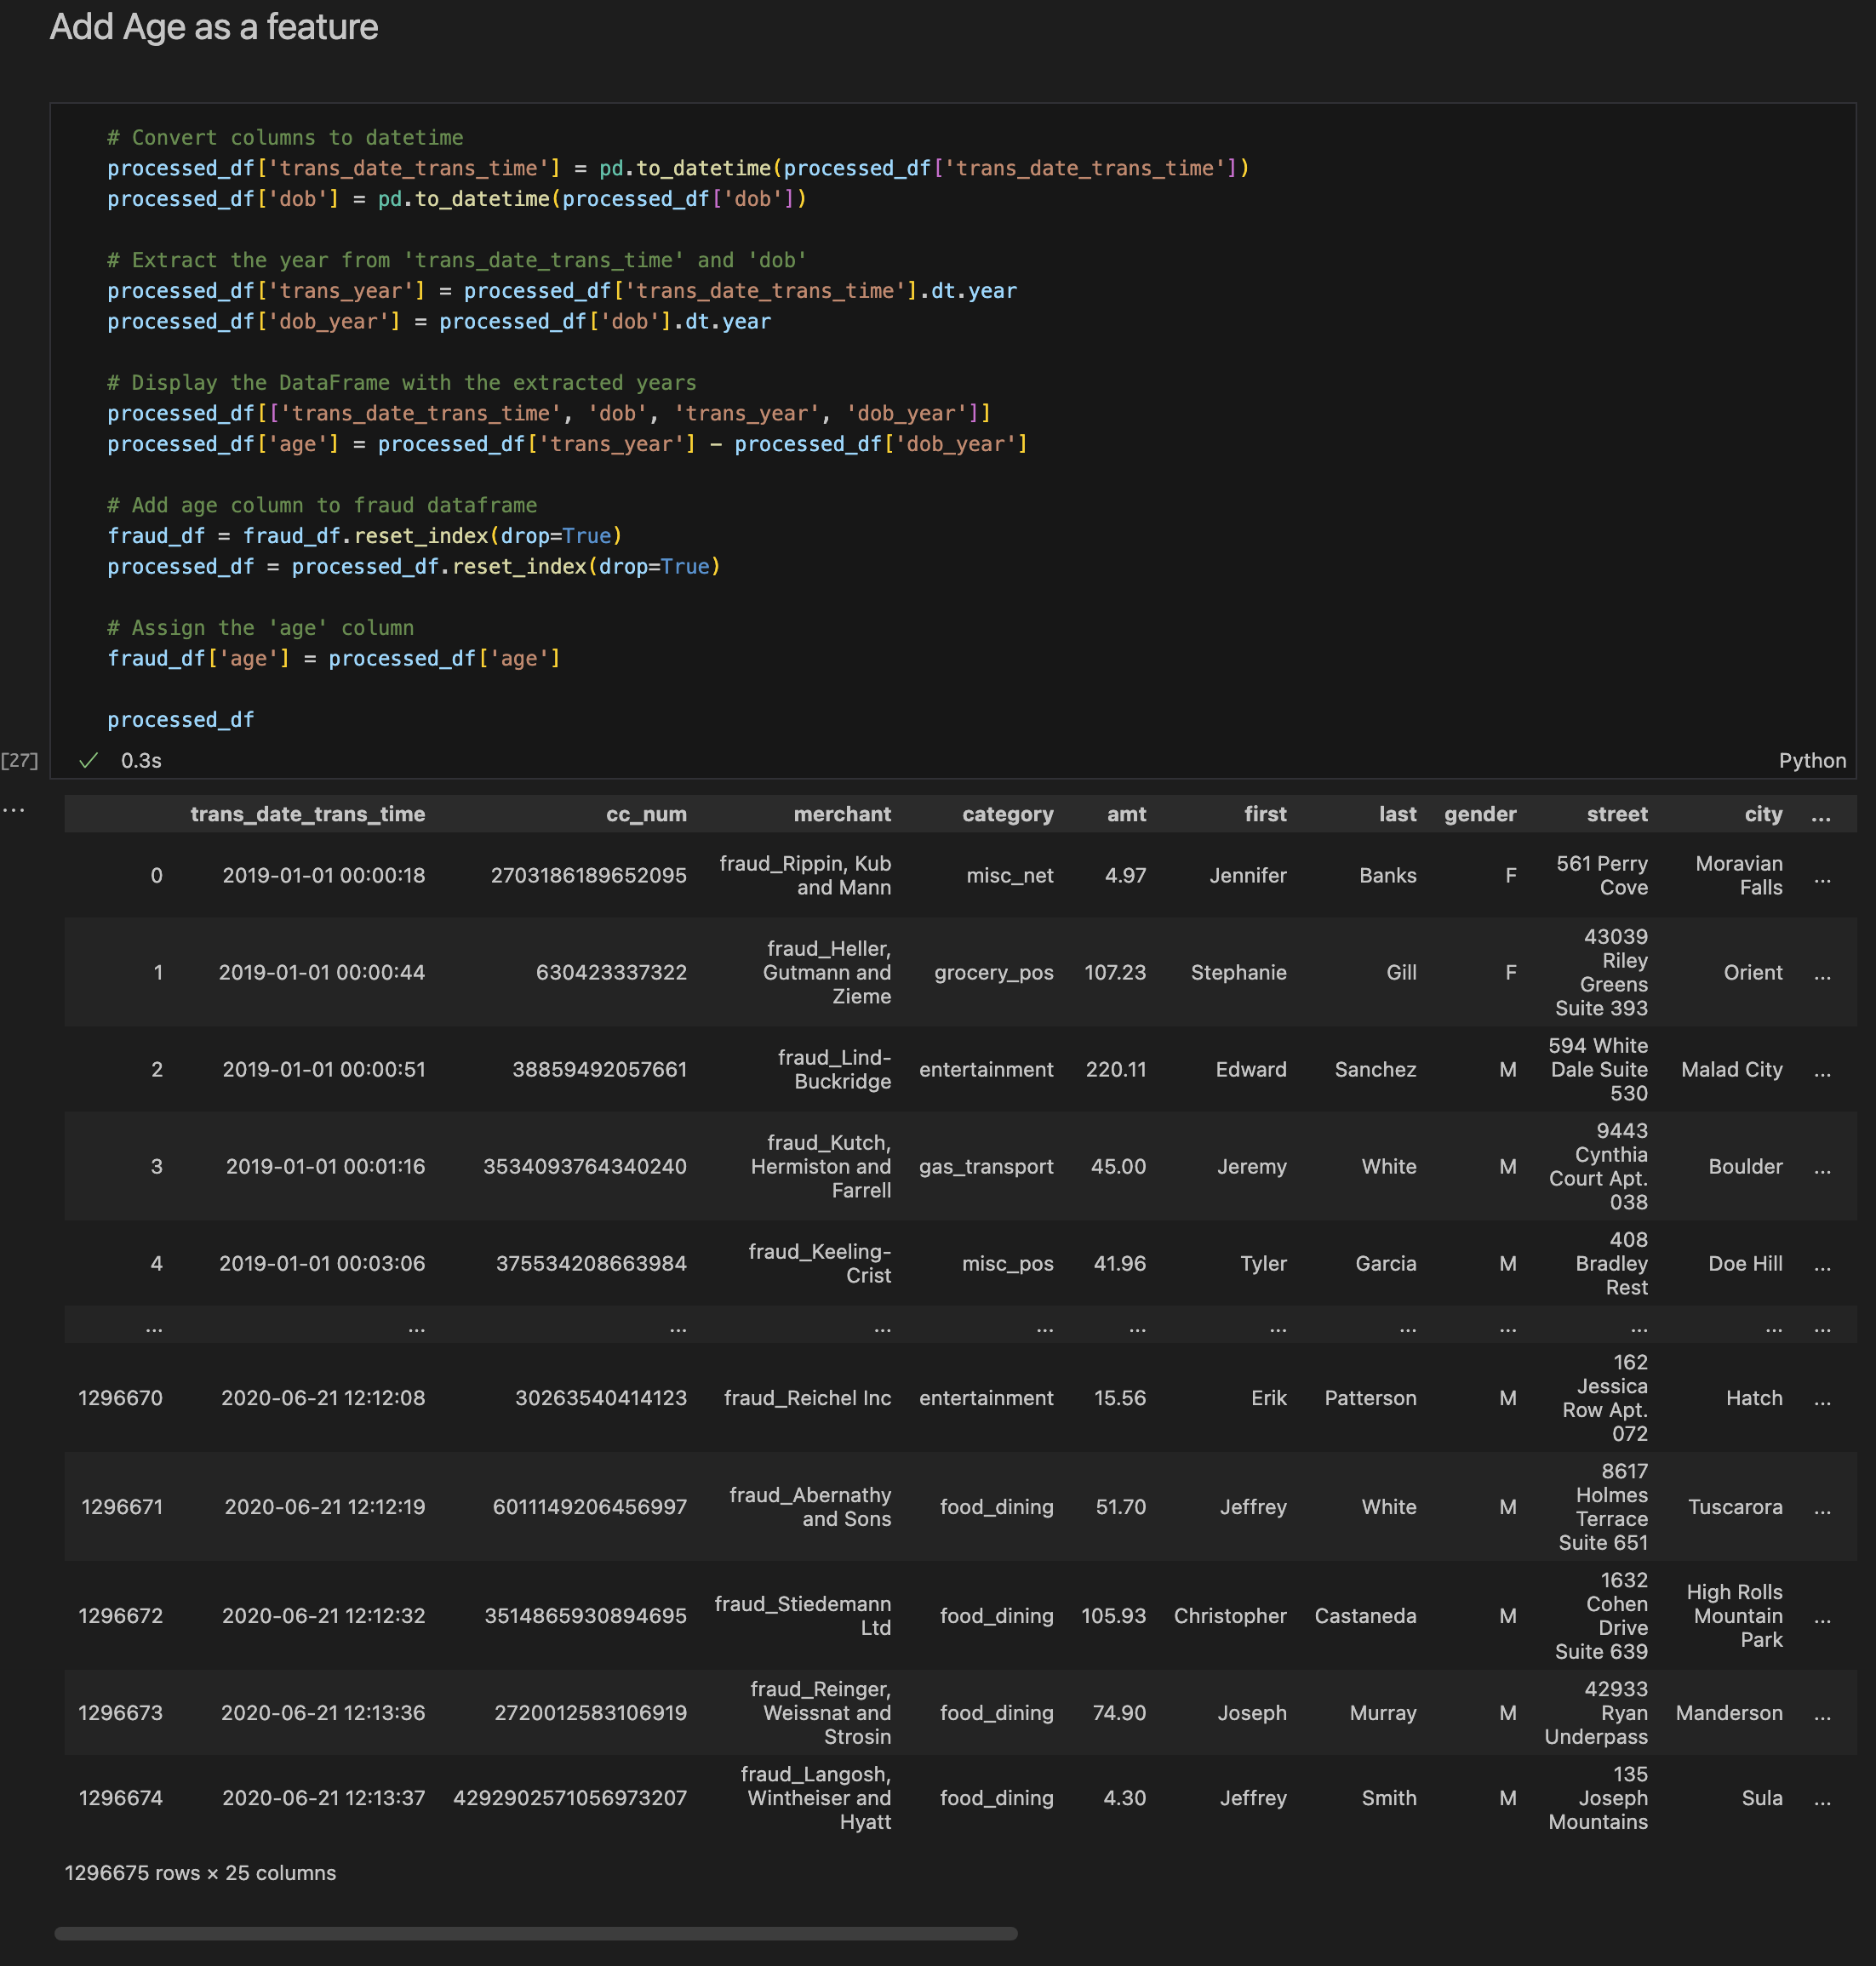 Add Age as a feature
# Convert columns to datetime
processed_df['trans_date_trans_time'] = pd.to_datetime(processed_df['trans_date_trans_time'])
processed_df['dob'] = pd.to_datetime(processed_df['dob'])
# Extract the year from 'trans_date_trans_time' and 'dob'
processed_df['trans_year'] = processed_df['trans_date_trans_time'].dt.year
processed_df['dob_year'] = processed_df['dob'].dt.year
# Display the DataFrame with the extracted years
processed_df[['trans_date_trans_time', 'dob', 'trans_year', 'dob_year']]
processed_df['age'] = processed_df['trans_year'] - processed_df['dob_year']
# Add age column to fraud dataframe
fraud_df = fraud_df.reset_index(drop=True)
processed_df = processed_df.reset_index(drop=True)
# Assign the 'age' column
fraud_df['age'] = processed_df['age']
processed_df
[27] ✓ 0.3s Python
... trans_date_trans_time cc_num merchant category amt first last gender street city ...
0 2019-01-01 00:00:18 2703186189652095 fraud_Rippin, Kub and Mann misc_net 4.97 Jennifer Banks F 561 Perry Cove Moravian Falls ...
1 2019-01-01 00:00:44 630423337322 fraud_Heller, Gutmann and Zieme grocery_pos 107.23 Stephanie Gill F 43039 Riley Greens Suite 393 Orient ...
2 2019-01-01 00:00:51 38859492057661 fraud_Lind-Buckridge entertainment 220.11 Edward Sanchez M 594 White Dale Suite 530 Malad City ...
3 2019-01-01 00:01:16 3534093764340240 fraud_Kutch, Hermiston and Farrell gas_transport 45.00 Jeremy White M 9443 Cynthia Court Apt. 038 Boulder ...
4 2019-01-01 00:03:06 375534208663984 fraud_Keeling-Crist misc_pos 41.96 Tyler Garcia M 408 Bradley Rest Doe Hill ...
... ... ... ... ... ... ... ... ... ... ... ...
1296670 2020-06-21 12:12:08 30263540414123 fraud_Reichel Inc entertainment 15.56 Erik Patterson M 162 Jessica Row Apt. 072 Hatch ...
1296671 2020-06-21 12:12:19 6011149206456997 fraud_Abernathy and Sons food_dining 51.70 Jeffrey White M 8617 Holmes Terrace Suite 651 Tuscarora ...
1296672 2020-06-21 12:12:32 3514865930894695 fraud_Stiedemann Ltd food_dining 105.93 Christopher Castaneda M 1632 Cohen Drive Suite 639 High Rolls Mountain Park ...
1296673 2020-06-21 12:13:36 2720012583106919 fraud_Reinger, Weissnat and Strosin food_dining 74.90 Joseph Murray M 42933 Ryan Underpass Manderson ...
1296674 2020-06-21 12:13:37 4292902571056973207 fraud_Langosh, Wintheiser and Hyatt food_dining 4.30 Jeffrey Smith M 135 Joseph Mountains Sula ...
1296675 rows × 25 columns